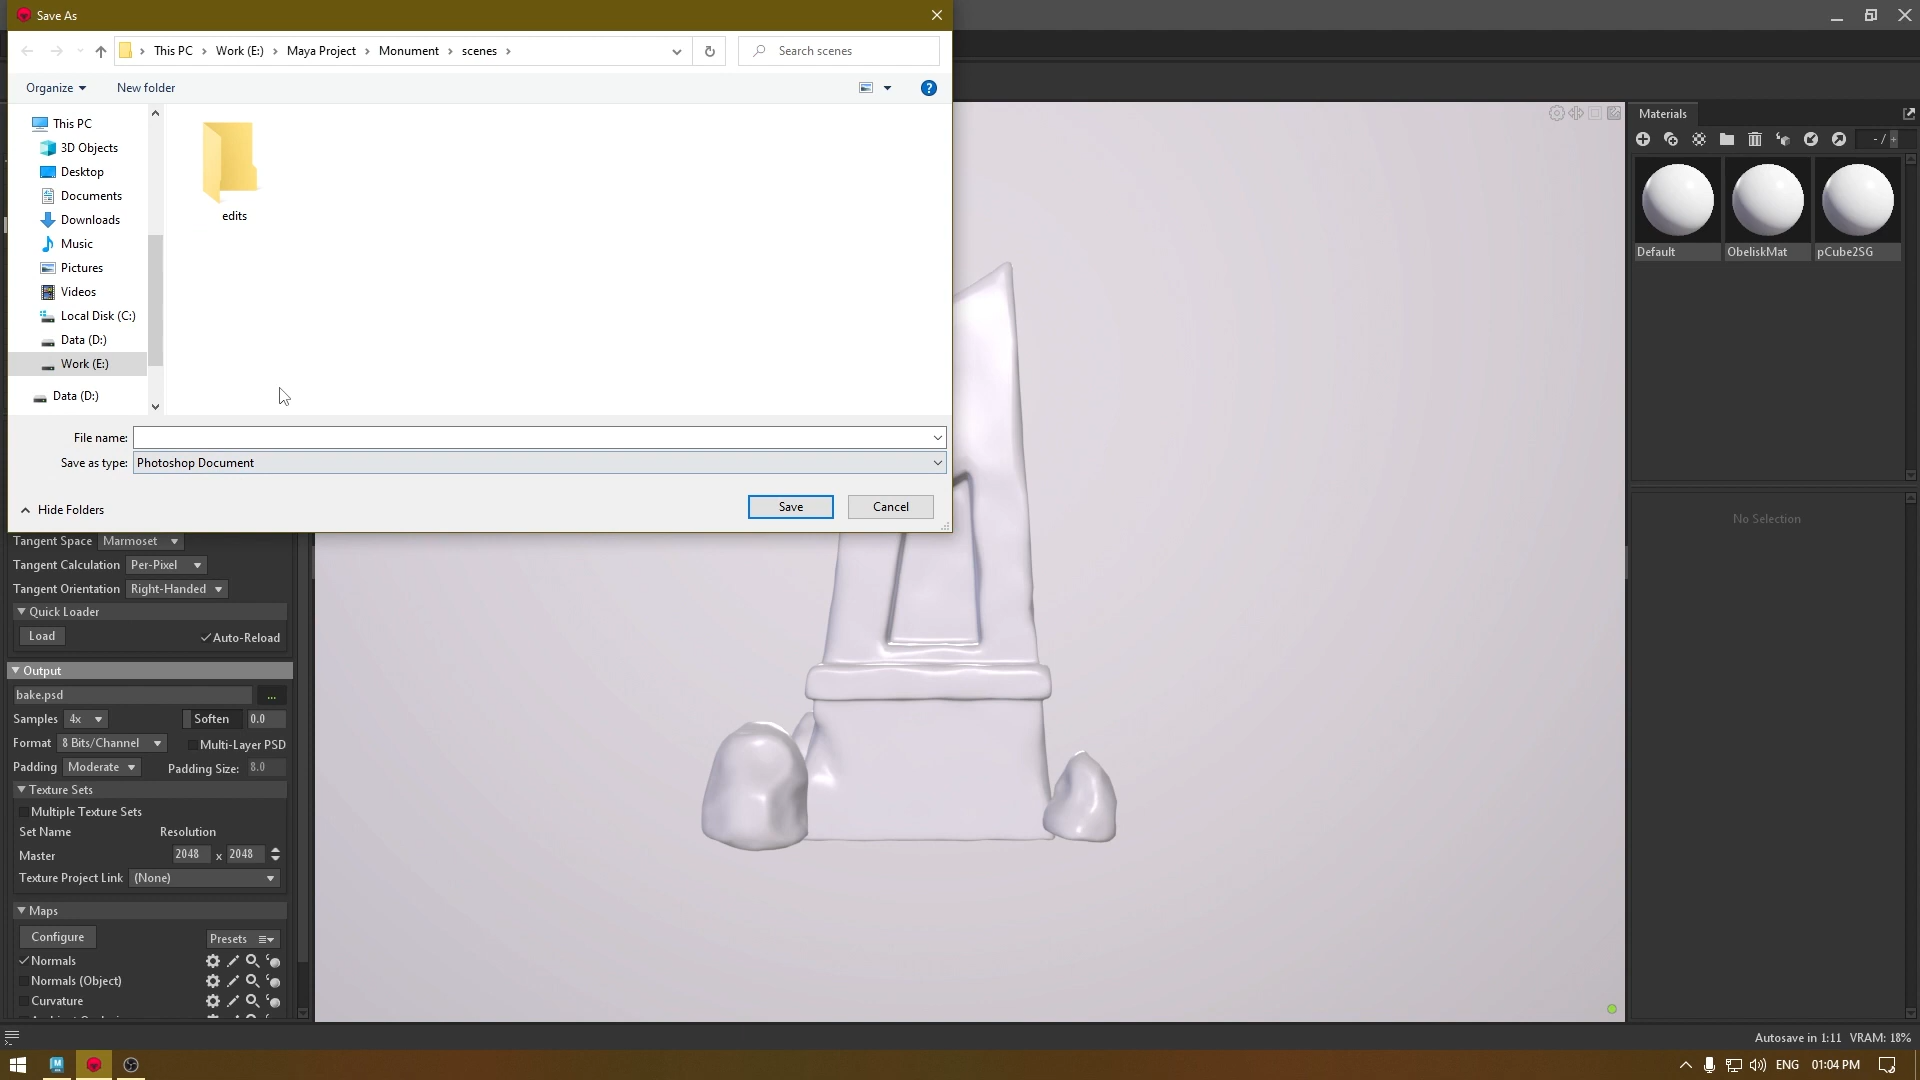 Save As
This PC
Work (E:)
Maya Project
Monument
scenes
Search scenes
Organize
New folder
This PC
3D Objects
Desktop
Documents
Downloads
Music
Pictures
Videos
Local Disk (C:)
Data (D:)
Work (E:)
Data (D:)
edits
File name:
Save as type: Photoshop Document
Hide Folders
Save
Cancel
Tangent Space Marmoset
Tangent Calculation Per-Pixel
Tangent Orientation Right-Handed
Quick Loader
Load
Auto-Reload
Output
bake.psd
...
Samples 4x
Soften 0.0
Format 8 Bits/Channel
Multi-Layer PSD
Padding Moderate
Padding Size: 8.0
Texture Sets
Multiple Texture Sets
Set Name
Resolution
Master
2048 x 2048
Texture Project Link (None)
Maps
Configure
Presets
Normals
Normals (Object)
Curvature
Materials
- / +
Default
ObeliskMat
pCube2SG
No Selection
Autosave in 1:11 VRAM: 18%
ENG
01:04 PM